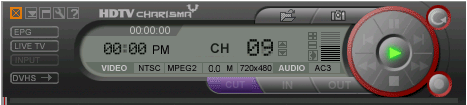 HDTV CHARISMA
EPG
00:00:00
LIVE TV
00:00 PM CH 09
INPUT
VIDEO NTSC MPEG2 0.0 M 720x480 AUDIO AC3
DVHS
CUT IN OUT